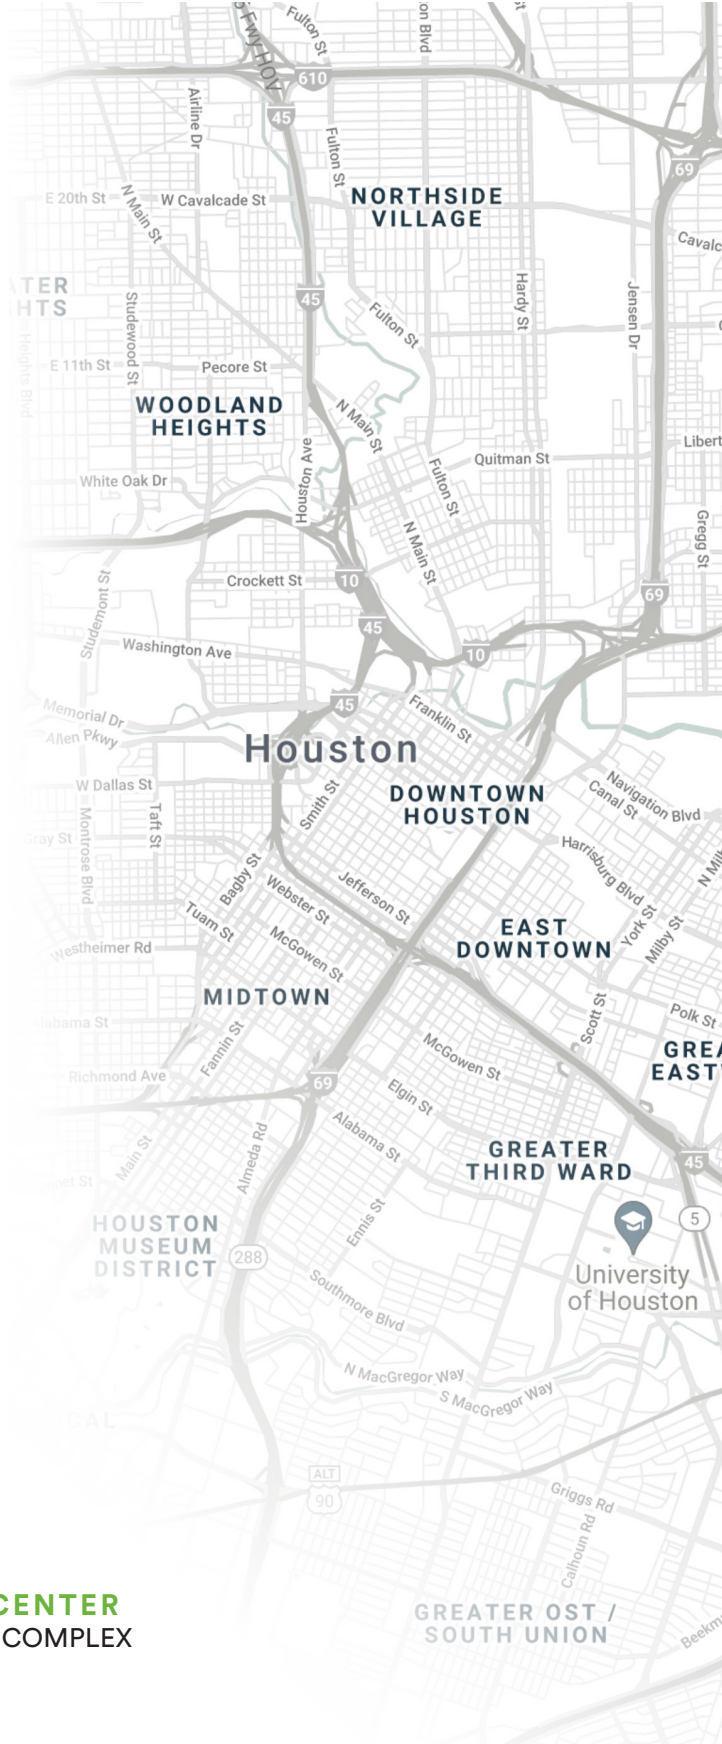 Fwy HOV
Fulton St
610
45
Airline Dr
Fulton St
69
E 20th St
N Main St
W Cavalcade St
NORTHSIDE
VILLAGE
45
Studewood St
Fulton St
Hardy St
Jensen Dr
E 11th St
Pecore St
Heights Blvd
WOODLAND
HEIGHTS
N Main St
Houston Ave
White Oak Dr
Fulton St
Quitman St
Gregg St
N Main St
Crockett St
10
69
Studemont St
45
Washington Ave
10
45
Memorial Dr
Allen Pkwy
Franklin St
Houston
W Dallas St
Smith St
DOWNTOWN
HOUSTON
Navigation Blvd
Canal St
Montrose Blvd
Taft St
Harrisburg Blvd
Bagby St
Webster St
Jefferson St
Tuam St
McGowen St
York St
Milby St
EAST
DOWNTOWN
Westheimer Rd
MIDTOWN
Scott St
Polk St
Fannin St
McGowen St
Richmond Ave
69
Elgin St
Alabama St
Main St
Almeda Rd
GREATER
THIRD WARD
45
HOUSTON
MUSEUM
DISTRICT
288
Ennis St
5
University
of Houston
Southmore Blvd
N MacGregor Way
S MacGregor Way
ALT
90
Griggs Rd
Calhoun Rd
CENTER
COMPLEX
GREATER OST /
SOUTH UNION